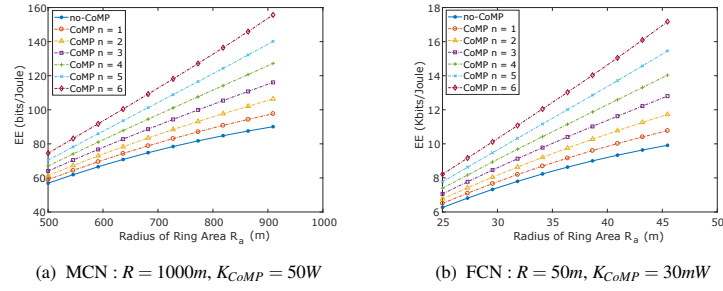 160
140
120
100
80
60
40
500
600
700
800
900
1000
EE (bits/Joule)
Radius of Ring Area Ra (m)
no-CoMP
CoMP n = 1
CoMP n = 2
CoMP n = 3
CoMP n = 4
CoMP n = 5
CoMP n = 6
(a) MCN : R = 1000m, KCoMP = 50W
18
16
14
12
10
8
6
25
30
35
40
45
50
EE (Kbits/Joule)
Radius of Ring Area Ra (m)
no-CoMP
CoMP n = 1
CoMP n = 2
CoMP n = 3
CoMP n = 4
CoMP n = 5
CoMP n = 6
(b) FCN : R = 50m, KCoMP = 30mW